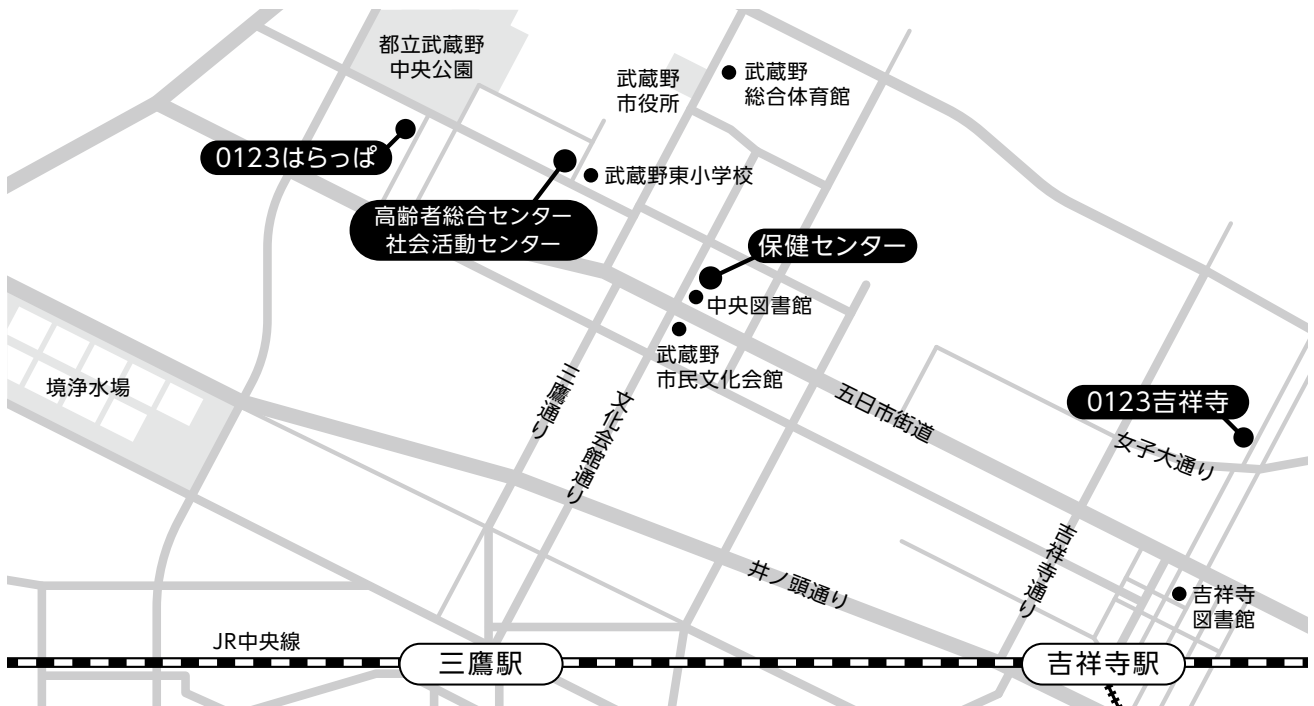 都立武蔵野
中央公園
武蔵野
市役所
武蔵野
総合体育館
0123はらっぱ
武蔵野東小学校
高齢者総合センター
社会活動センター
保健センター
中央図書館
武蔵野
市民文化会館
境浄水場
三鷹通り
文化会館通り
五日市街道
0123吉祥寺
女子大通り
吉祥寺通り
井ノ頭通り
吉祥寺
図書館
JR中央線
三鷹駅
吉祥寺駅